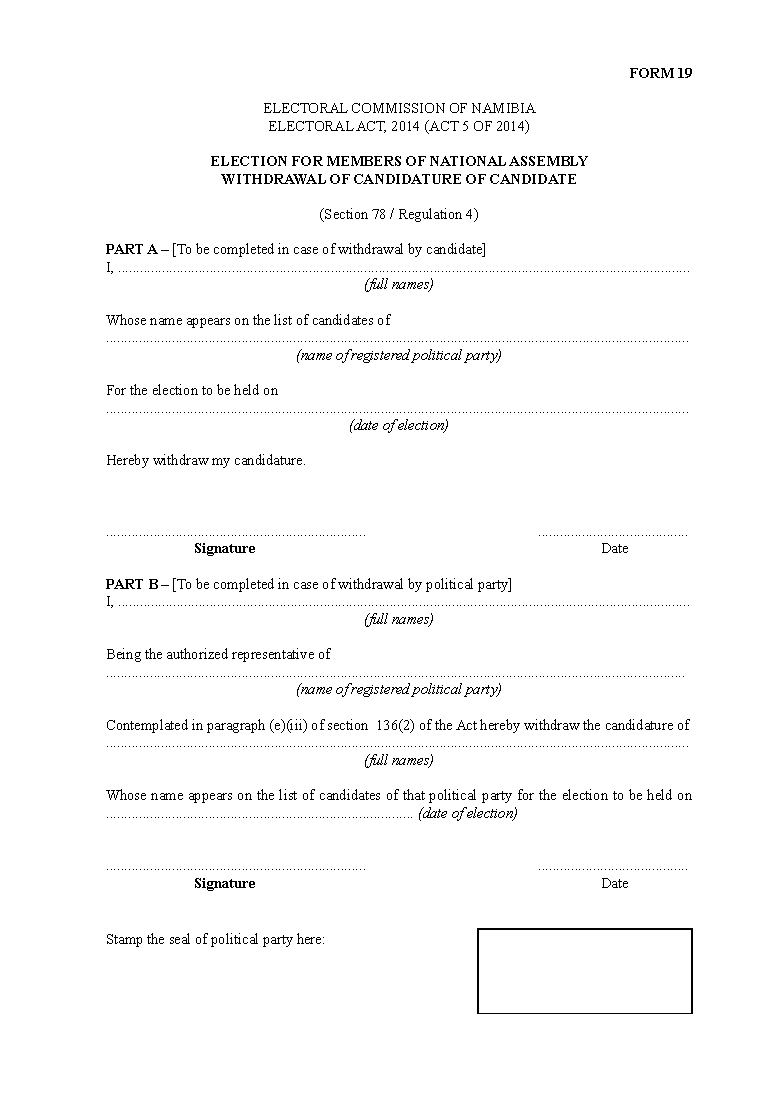 FORM 19
ELECTORAL COMMISSION OF NAMIBIA
ELECTORAL ACT, 2014 (ACT 5 OF 2014)
ELECTION FOR MEMBERS OF NATIONAL ASSEMBLY
WITHDRAWAL OF CANDIDATURE OF CANDIDATE
(Section 78 / Regulation 4)
PART A – [To be completed in case of withdrawal by candidate]
I, ....................................................................................................
(full names)
Whose name appears on the list of candidates of
....................................................................................................
(name of registered political party)
For the election to be held on
....................................................................................................
(date of election)
Hereby withdraw my candidature.
.................................................. ..............................
Signature Date
PART B – [To be completed in case of withdrawal by political party]
I, ....................................................................................................
(full names)
Being the authorized representative of
....................................................................................................
(name of registered political party)
Contemplated in paragraph (e)(iii) of section 136(2) of the Act hereby withdraw the candidature of
....................................................................................................
(full names)
Whose name appears on the list of candidates of that political party for the election to be held on
............................................................ (date of election)
.................................................. ..............................
Signature Date
Stamp the seal of political party here: